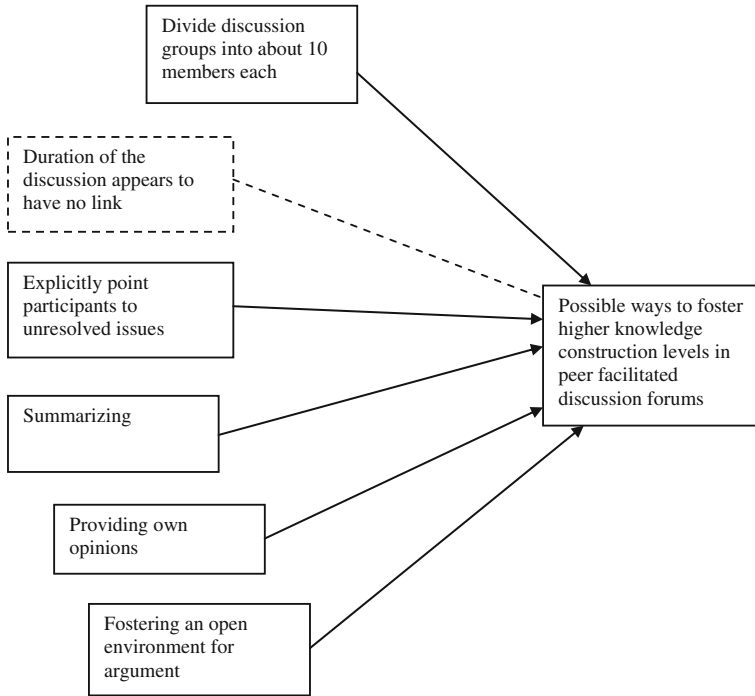 Divide discussion
groups into about 10
members each
Duration of the
discussion appears to
have no link
Explicitly point
participants to
unresolved issues
Possible ways to foster
higher knowledge
construction levels in
peer facilitated
discussion forums
Summarizing
Providing own
opinions
Fostering an open
environment for
argument